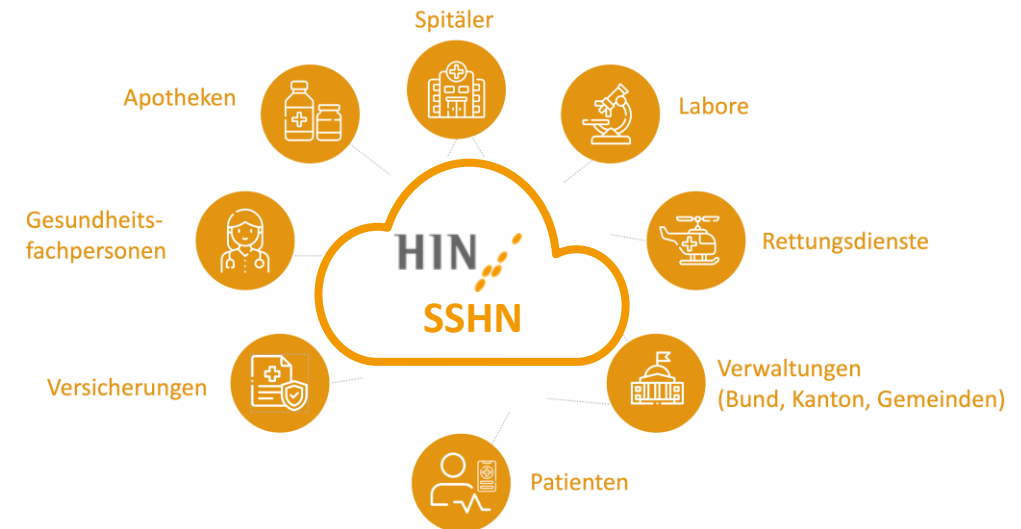 Spitäler
Apotheken
Labore
Gesundheits-
fachpersonen
HIN
SSHN
Rettungsdienste
Versicherungen
Verwaltungen
(Bund, Kanton, Gemeinden)
Patienten